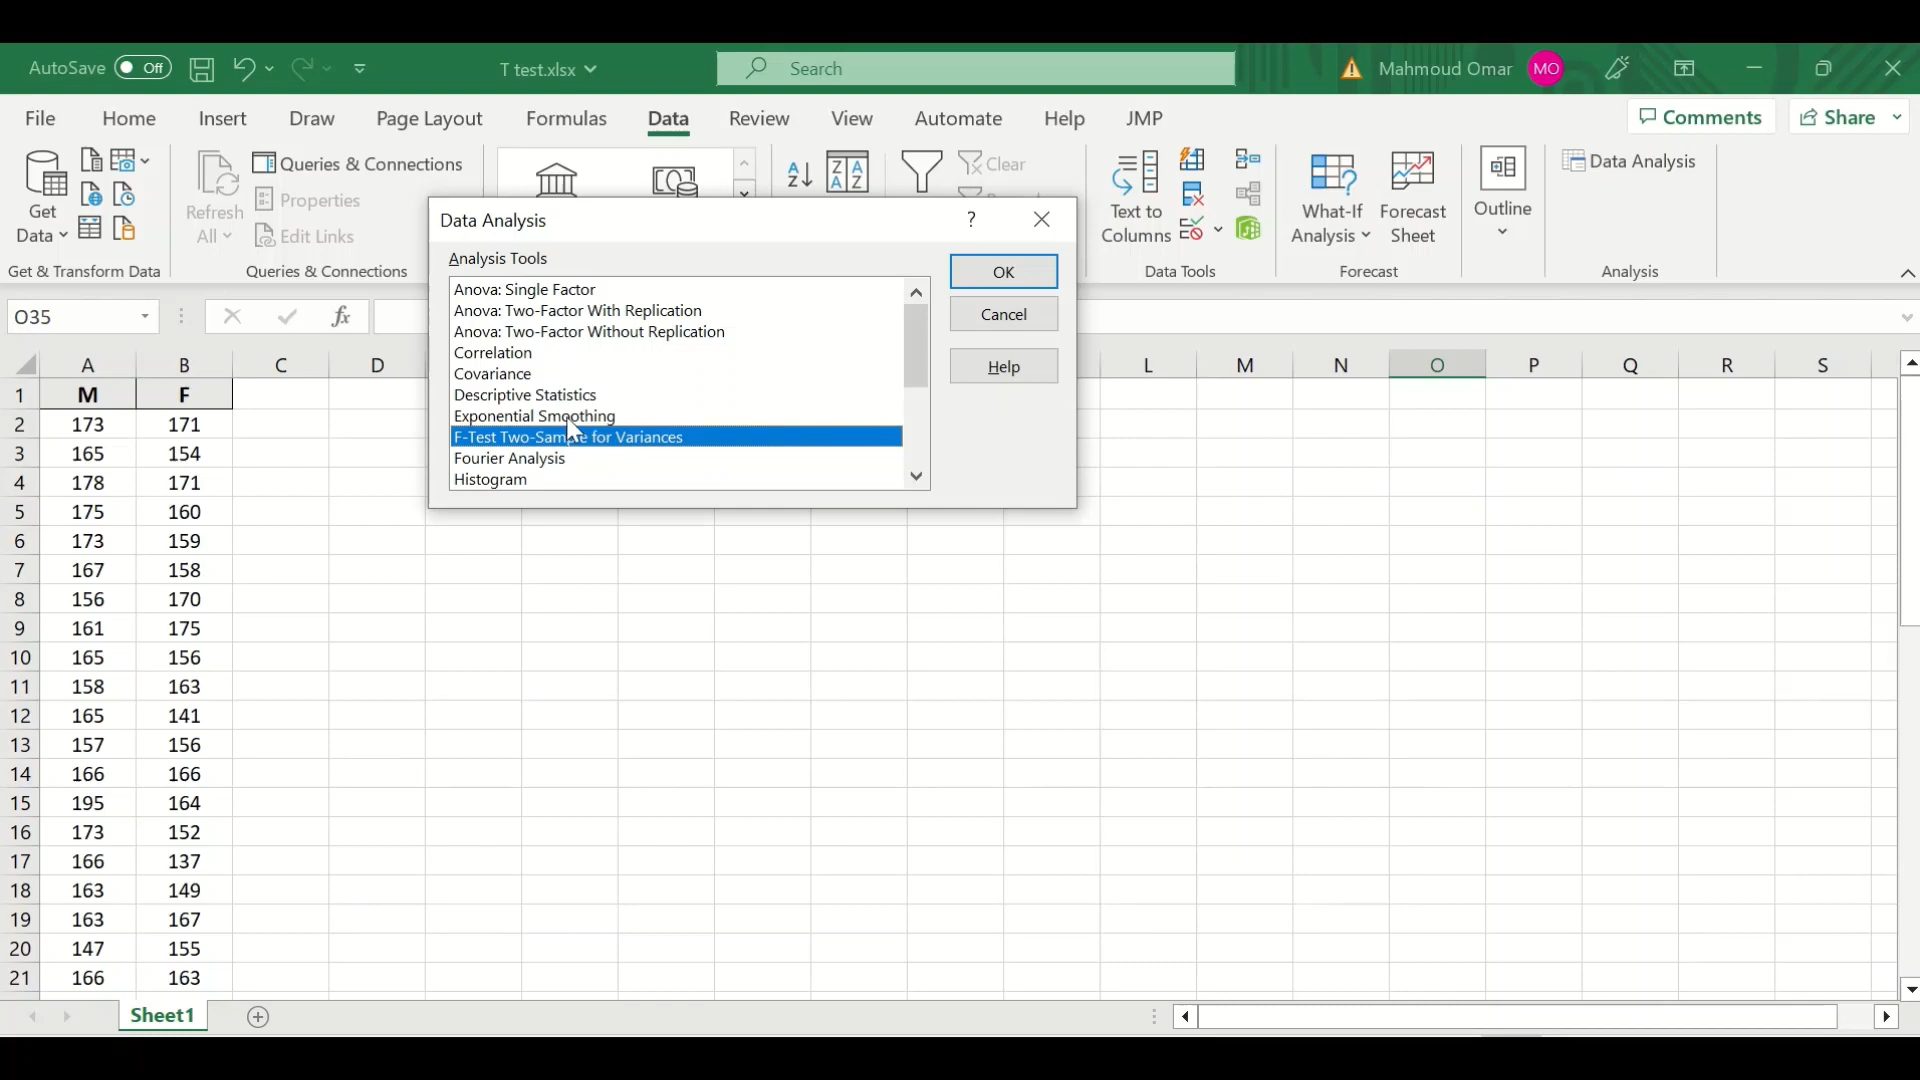 AutoSave Off T test.xlsx Search Mahmoud Omar MO
File Home Insert Draw Page Layout Formulas Data Review View Automate Help JMP Comments Share
Get Data
Refresh All
Queries & Connections
Properties
Edit Links
Clear
Text to Columns
What-If Analysis
Forecast Sheet
Outline
Data Analysis
Get & Transform Data Queries & Connections Data Tools Forecast Analysis
Data Analysis ?
Analysis Tools
Anova: Single Factor
Anova: Two-Factor With Replication
Anova: Two-Factor Without Replication
Correlation
Covariance
Descriptive Statistics
Exponential Smoothing
F-Test Two-Sample for Variances
Fourier Analysis
Histogram
OK
Cancel
Help
O35 fx
A B C D L M N O P Q R S
1 M F
2 173 171
3 165 154
4 178 171
5 175 160
6 173 159
7 167 158
8 156 170
9 161 175
10 165 156
11 158 163
12 165 141
13 157 156
14 166 166
15 195 164
16 173 152
17 166 137
18 163 149
19 163 167
20 147 155
21 166 163
Sheet1